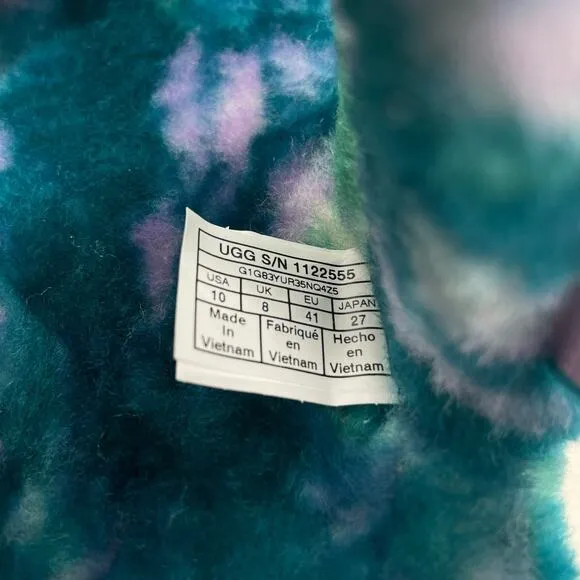 UGG S/N 1122555
G1G83YUR35NQ4Z5
USA UK EU JAPAN
10 8 41 27
Made Fabriqué Hecho
In en en
Vietnam Vietnam Vietnam